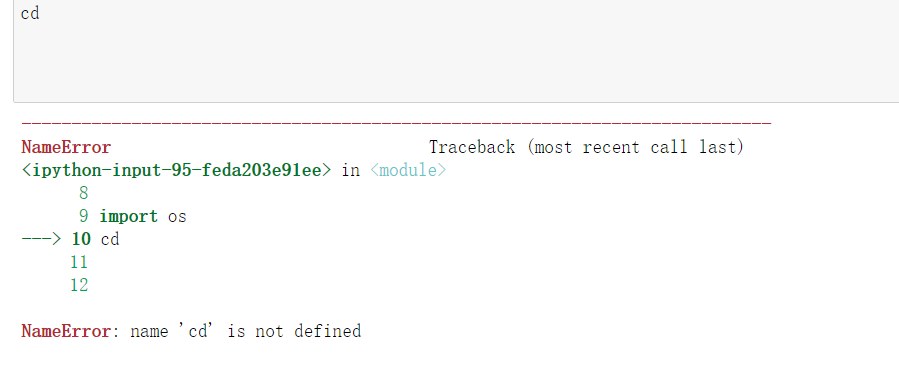 cd
---------------------------------------------------------------------------
NameError Traceback (most recent call last)
<ipython-input-95-feda203e91ee> in <module>
8
9 import os
---> 10 cd
11
12
NameError: name 'cd' is not defined